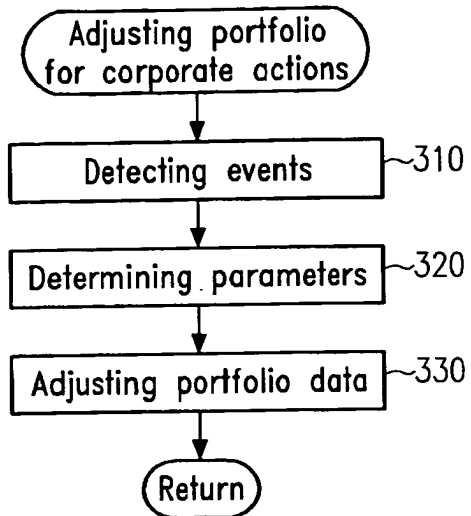 Adjusting portfolio
for corporate actions
Detecting events
310
Determining parameters
320
Adjusting portfolio data
330
Return